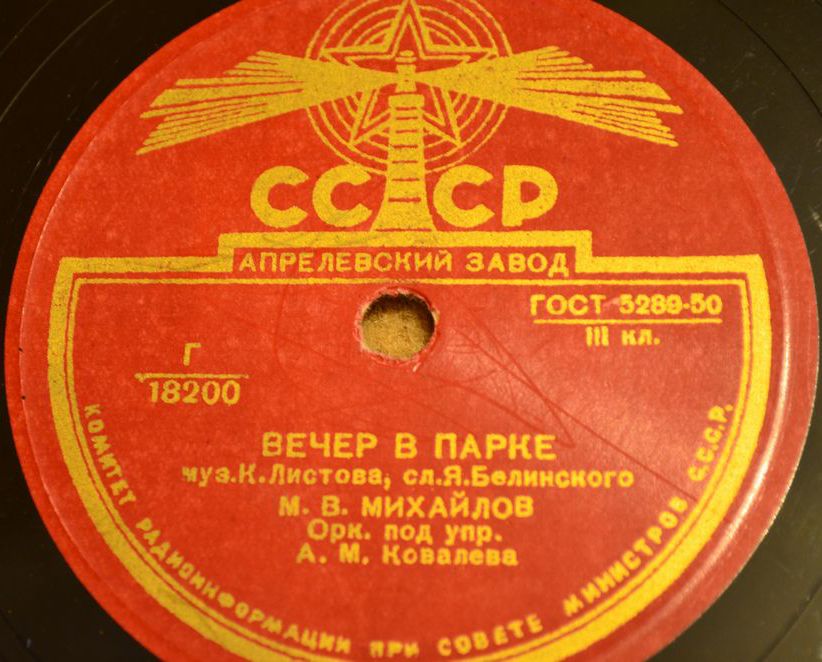 СССР
АПРЕЛЕВСКИЙ ЗАВОД
ГОСТ 5289-50
III кл.
Г
18200
ВЕЧЕР В ПАРКЕ
муз.К.Листова, сл.Я.Белинского
М. В. МИХАЙЛОВ
Орк. под упр.
А. М. Ковалева
КОМИТЕТ РАДИОИНФОРМАЦИИ ПРИ СОВЕТЕ МИНИСТРОВ С.С.С.Р.